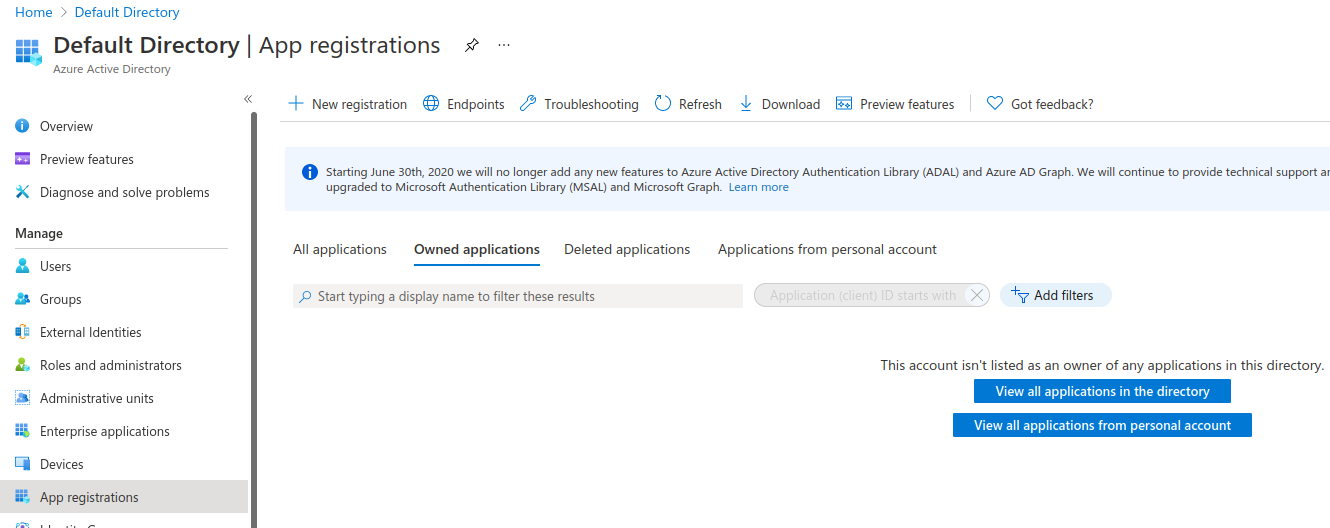 Home > Default Directory
Default Directory | App registrations
Azure Active Directory
Overview
Preview features
Diagnose and solve problems
Manage
Users
Groups
External Identities
Roles and administrators
Administrative units
Enterprise applications
Devices
App registrations
New registration Endpoints Troubleshooting Refresh Download Preview features Got feedback?
Starting June 30th, 2020 we will no longer add any new features to Azure Active Directory Authentication Library (ADAL) and Azure AD Graph. We will continue to provide technical support
upgraded to Microsoft Authentication Library (MSAL) and Microsoft Graph. Learn more
All applications Owned applications Deleted applications Applications from personal account
Start typing a display name to filter these results Application (client) ID starts with Add filters
This account isn't listed as an owner of any applications in this directory.
View all applications in the directory
View all applications from personal account